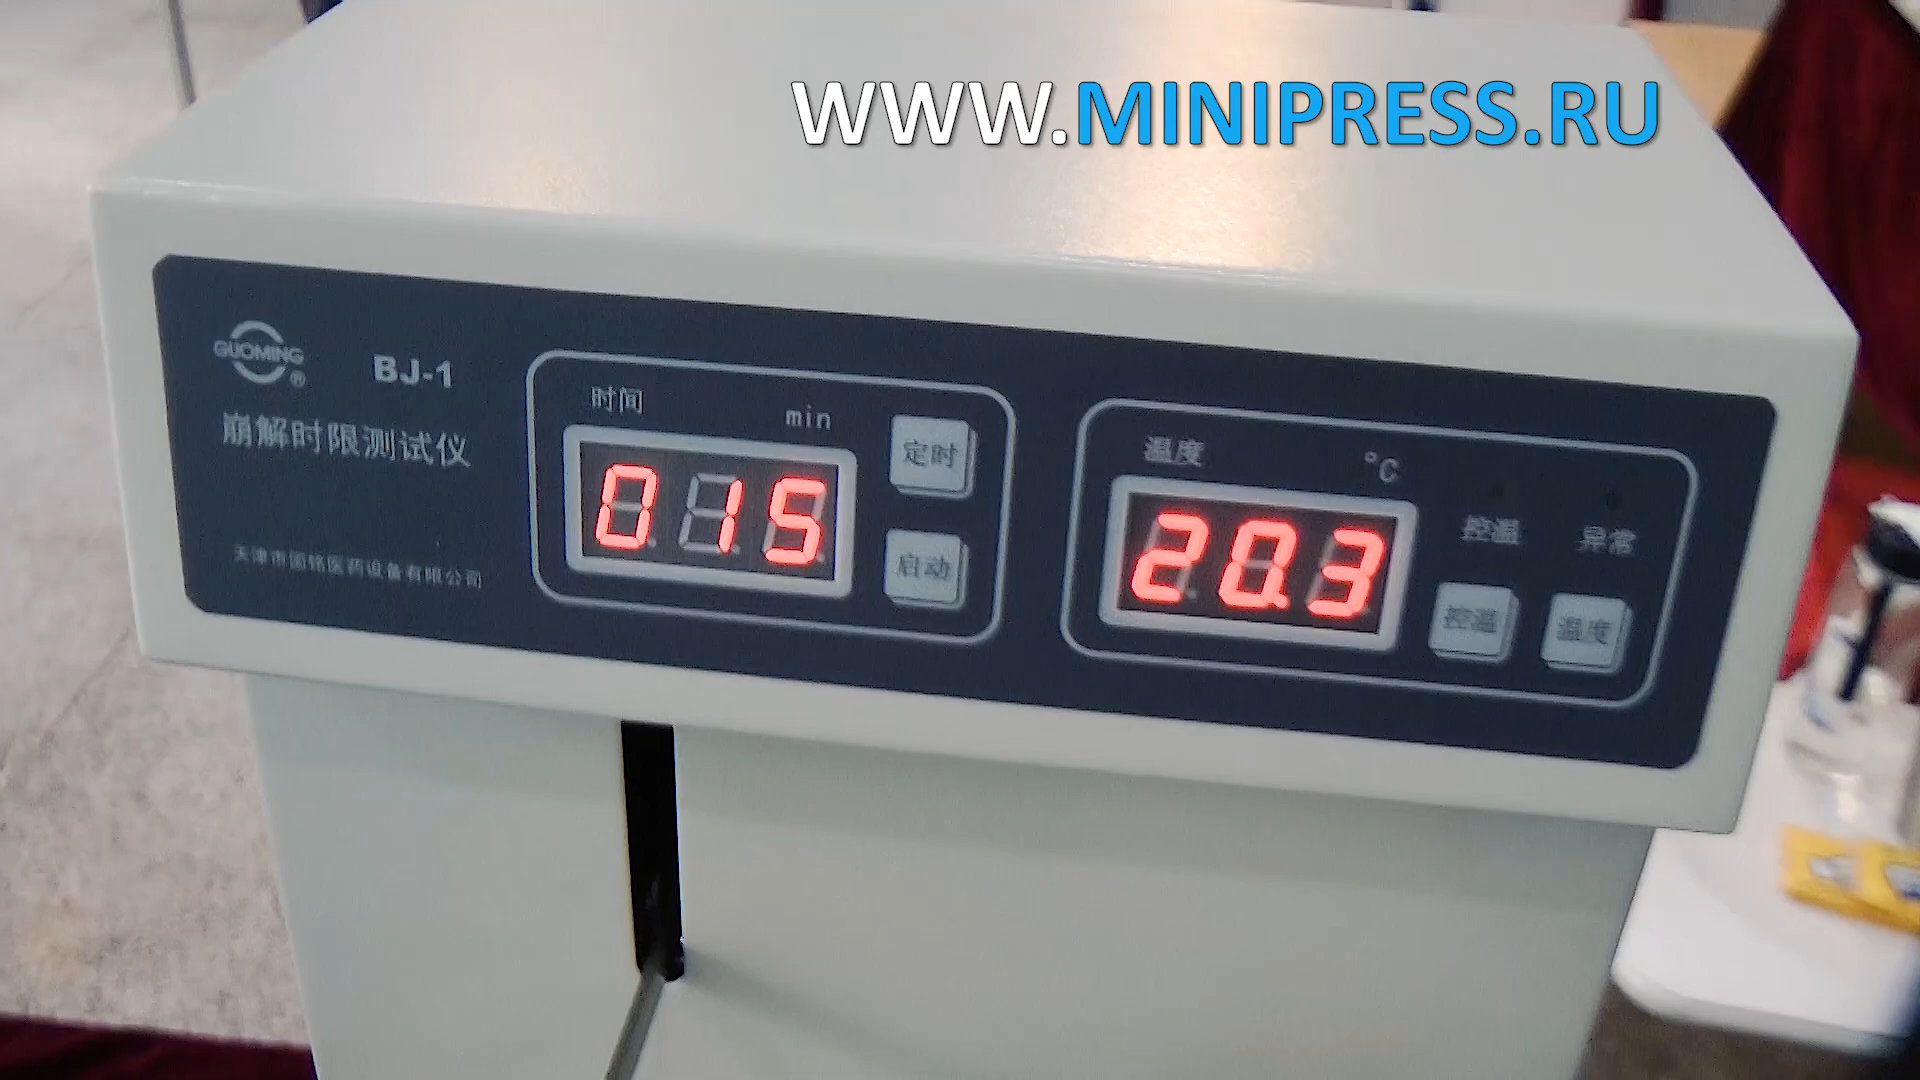 WWW.MINIPRESS.RU
GUOMING
®
BJ-1
崩解时限测试仪
天津市国铭医药设备有限公司
时间 min
015
定时
启动
温度 °C
20.3
控温 异常
控温 温度